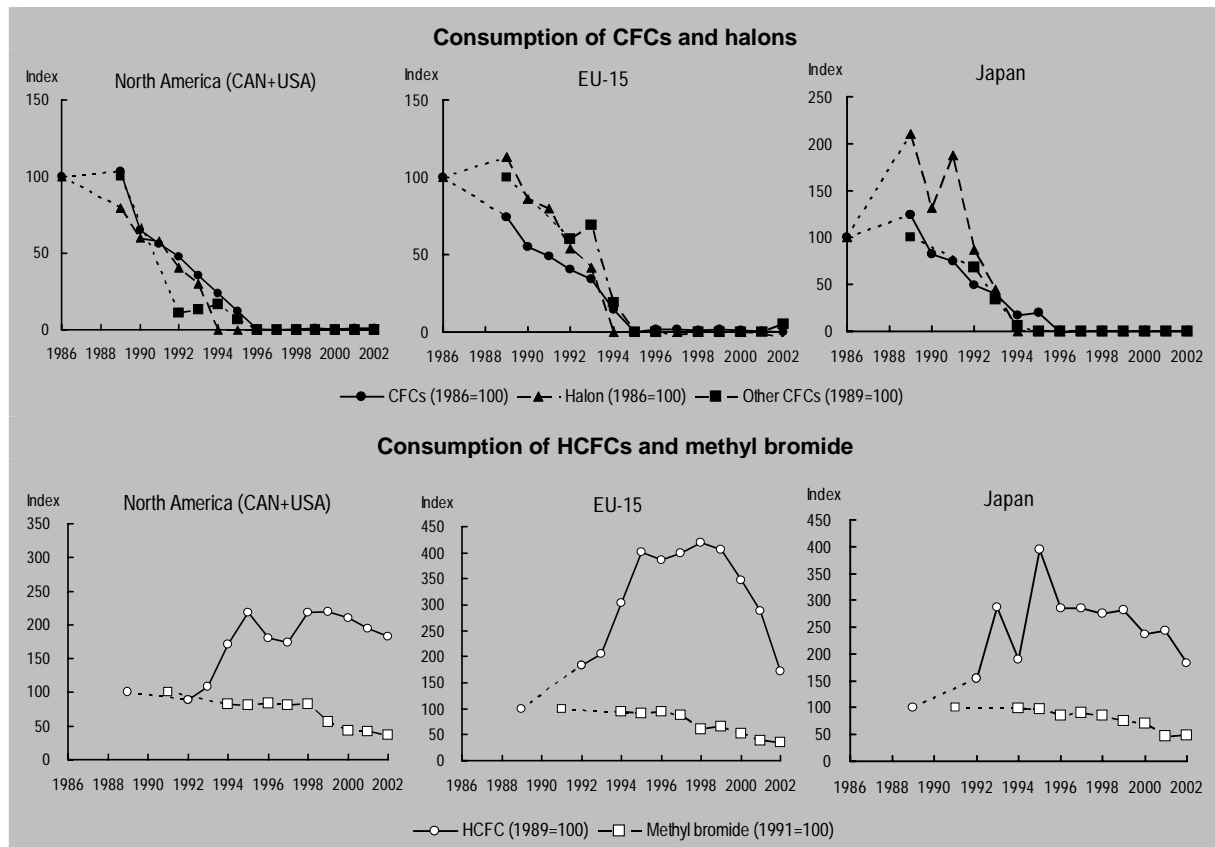 Consumption of CFCs and halons
North America (CAN+USA)
Index
150
100
50
0
1986 1988 1990 1992 1994 1996 1998 2000 2002
EU-15
Index
150
100
50
0
1986 1988 1990 1992 1994 1996 1998 2000 2002
Japan
Index
250
200
150
100
50
0
1986 1988 1990 1992 1994 1996 1998 2000 2002
CFCs (1986=100) Halon (1986=100) Other CFCs (1989=100)
Consumption of HCFCs and methyl bromide
North America (CAN+USA)
Index
350
300
250
200
150
100
50
0
1986 1988 1990 1992 1994 1996 1998 2000 2002
EU-15
Index
450
400
350
300
250
200
150
100
50
0
1986 1988 1990 1992 1994 1996 1998 2000 2002
Japan
Index
450
400
350
300
250
200
150
100
50
0
1986 1988 1990 1992 1994 1996 1998 2000 2002
HCFC (1989=100) Methyl bromide (1991=100)